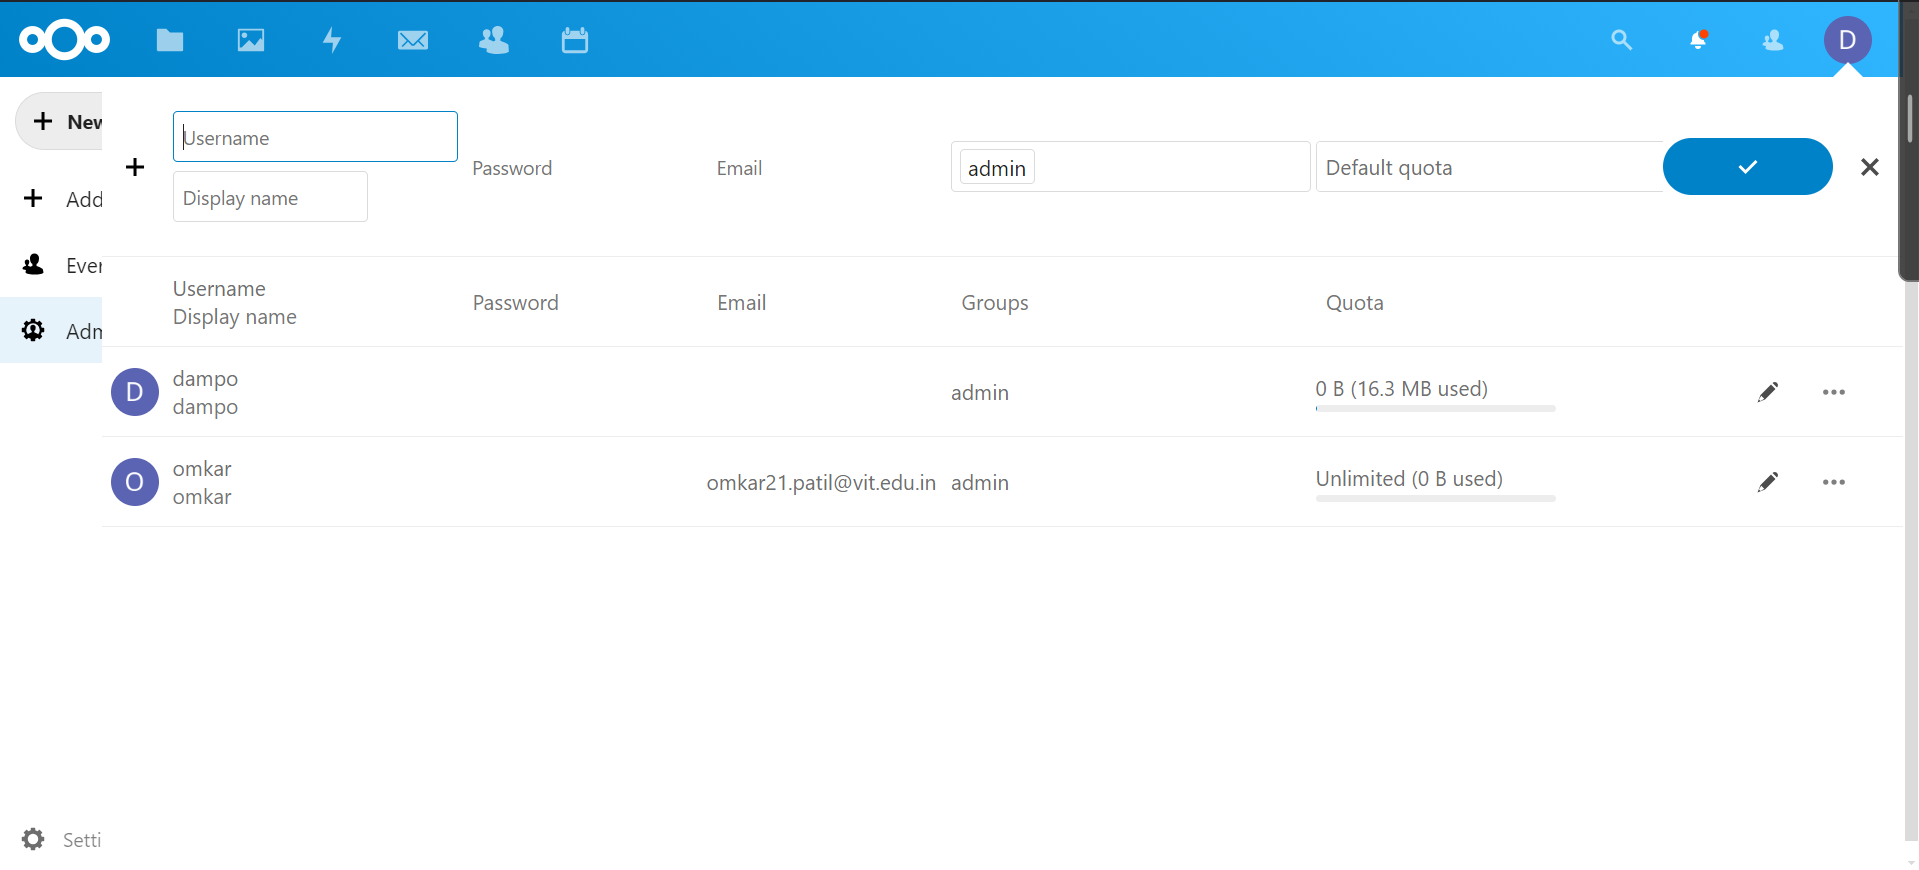 D
New
Username
Password
Email
admin
Default quota
Display name
Add
Ever
Adm
Username
Display name
Password
Email
Groups
Quota
D
dampo
dampo
admin
0 B (16.3 MB used)
O
omkar
omkar
omkar21.patil@vit.edu.in
admin
Unlimited (0 B used)
Setti